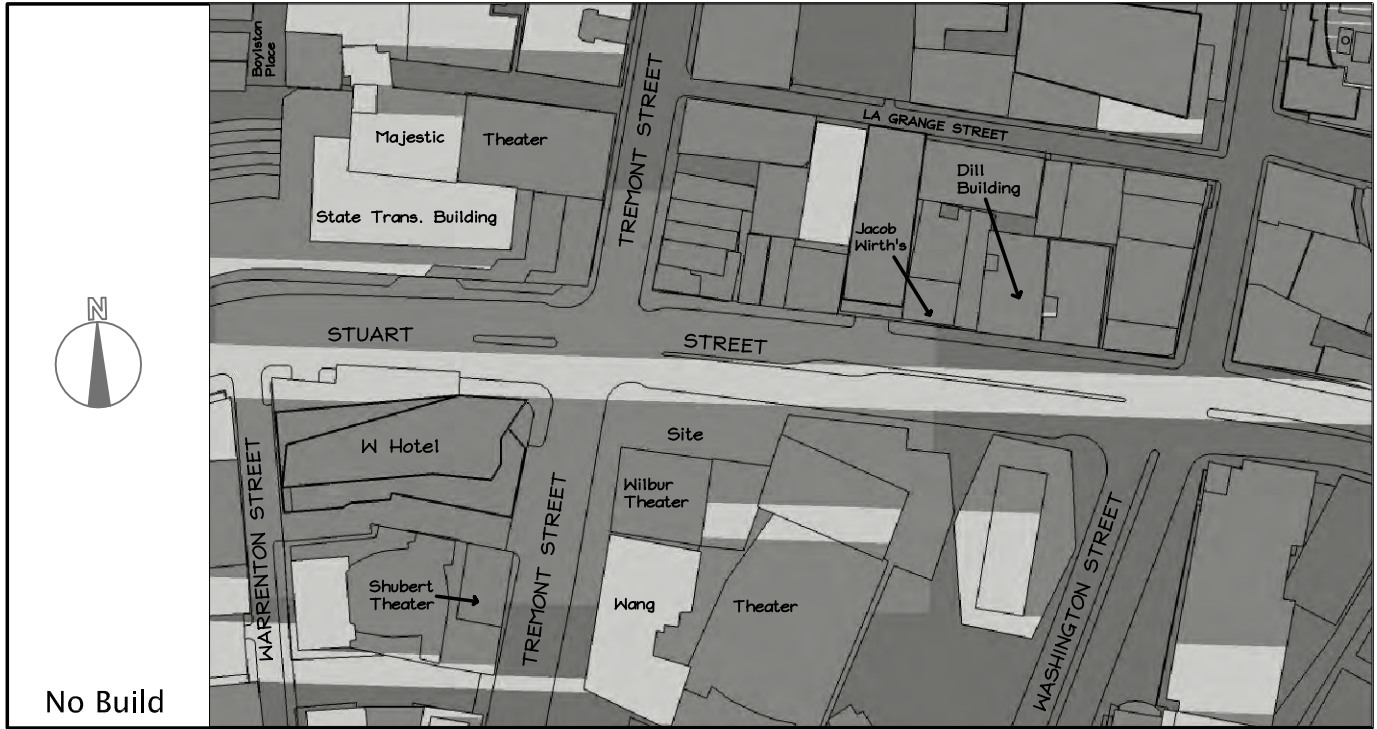 Boylston
Place
Majestic
Theater
State Trans. Building
TREMONT STREET
LA GRANGE STREET
Dill
Building
Jacob
Wirth's
STUART
STREET
N
W Hotel
Site
Wilbur
Theater
WARRENTON STREET
Shubert
Theater
TREMONT STREET
Wang
Theater
WASHINGTON STREET
No Build